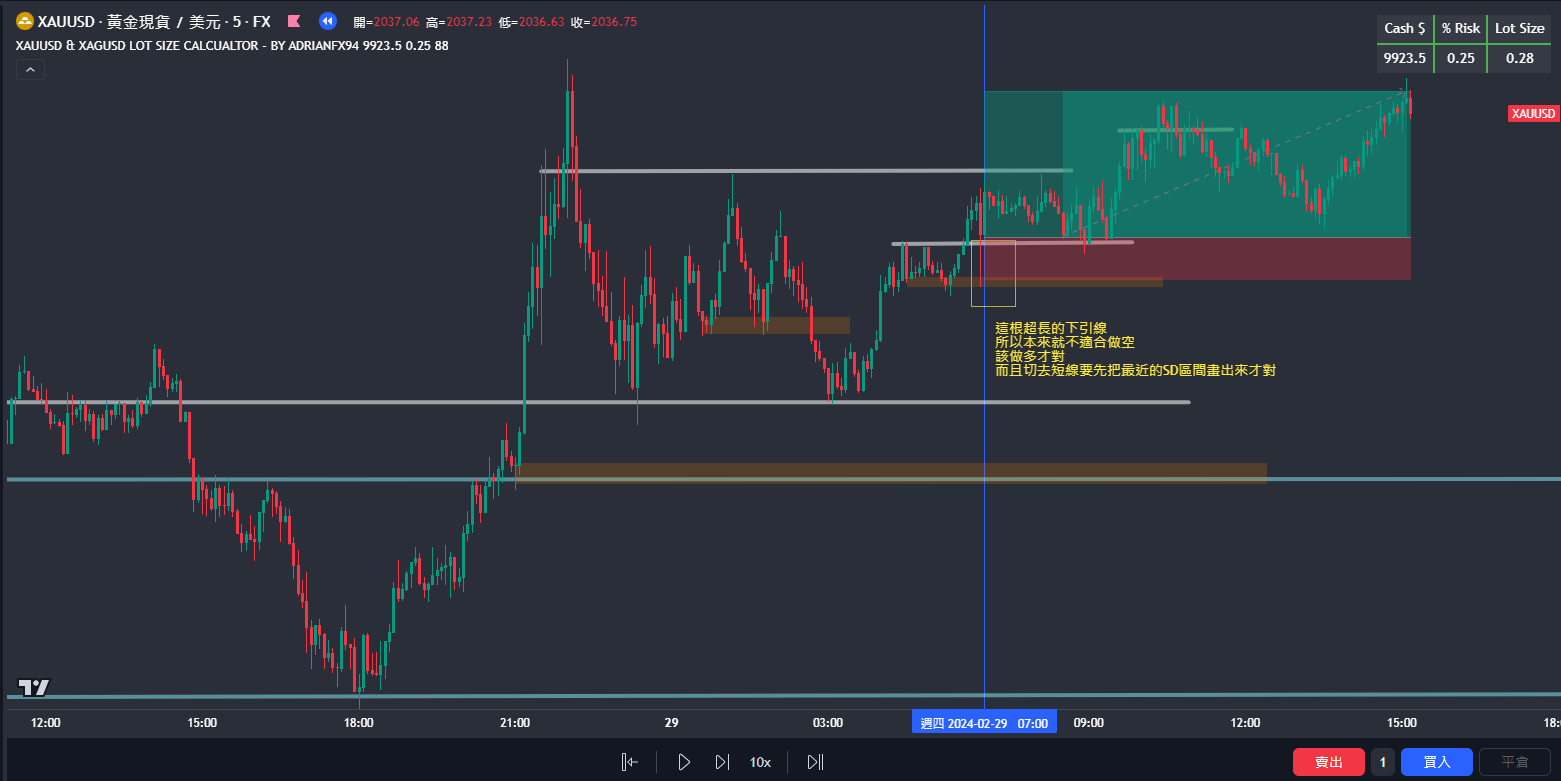 XAUUSD · 黃金現貨 / 美元 · 5 · FX 開=2037.06 高=2037.23 低=2036.63 收=2036.75
XAUUSD & XAGUSD LOT SIZE CALCUALTOR - BY ADRIANFX94 9923.5 0.25 88
Cash $ % Risk Lot Size
9923.5 0.25 0.28
XAUUSD
這根超長的下引線
所以本來就不適合做空
該做多才對
而且切去短線要先把最近的SD區間畫出來才對
12:00 15:00 18:00 21:00 29 03:00 週四 2024-02-29 07:00 09:00 12:00 15:00 18:
10x
賣出 1 買入 平倉